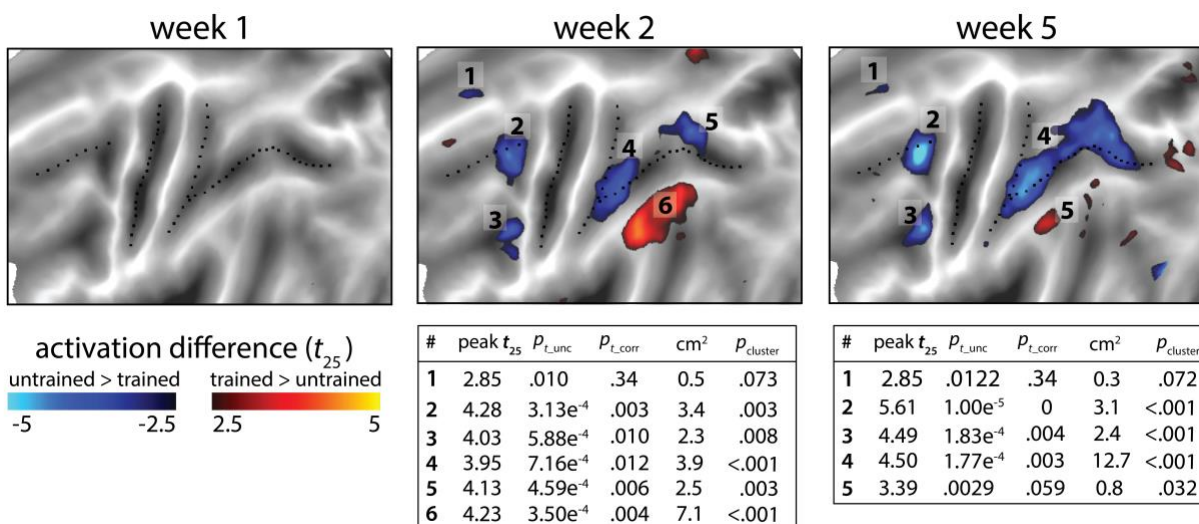 week 1
week 2
week 5
1
2
3
4
5
6
1
2
3
4
5
activation difference (t25)
untrained > trained
trained > untrained
-5
-2.5
2.5
5
# peak t25 pt_unc pt_corr cm² pcluster
1 2.85 .010 .34 0.5 .073
2 4.28 3.13e⁻⁴ .003 3.4 .003
3 4.03 5.88e⁻⁴ .010 2.3 .008
4 3.95 7.16e⁻⁴ .012 3.9 <.001
5 4.13 4.59e⁻⁴ .006 2.5 .003
6 4.23 3.50e⁻⁴ .004 7.1 <.001
# peak t25 pt_unc pt_corr cm² pcluster
1 2.85 .0122 .34 0.3 .072
2 5.61 1.00e⁻⁵ 0 3.1 <.001
3 4.49 1.83e⁻⁴ .004 2.4 <.001
4 4.50 1.77e⁻⁴ .003 12.7 <.001
5 3.39 .0029 .059 0.8 .032